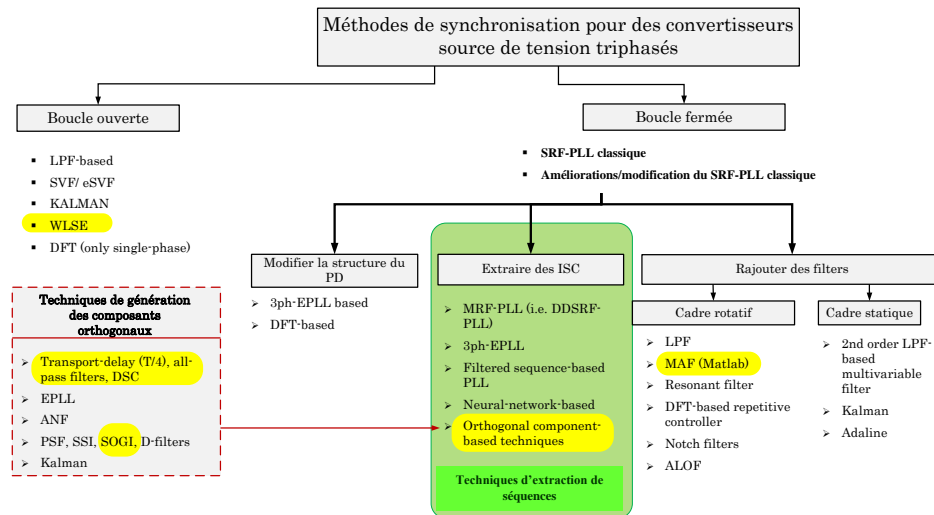 Méthodes de synchronisation pour des convertisseurs
source de tension triphasés
Boucle ouverte
LPF-based
SVF/ eSVF
KALMAN
WLSE
DFT (only single-phase)
Boucle fermée
SRF-PLL classique
Améliorations/modification du SRF-PLL classique
Modifier la structure du
PD
3ph-EPLL based
DFT-based
Extraire des ISC
MRF-PLL (i.e. DDSRF-
PLL)
3ph-EPLL
Filtered sequence-based
PLL
Neural-network-based
Orthogonal component-
based techniques
Techniques d'extraction de
séquences
Rajouter des filters
Cadre rotatif
LPF
MAF (Matlab)
Resonant filter
DFT-based repetitive
controller
Notch filters
ALOF
Cadre statique
2nd order LPF-
based
multivariable
filter
Kalman
Adaline
Techniques de génération
des composants
orthogonaux
Transport-delay (T/4), all-
pass filters, DSC
EPLL
ANF
PSF, SSI, SOGI, D-filters
Kalman